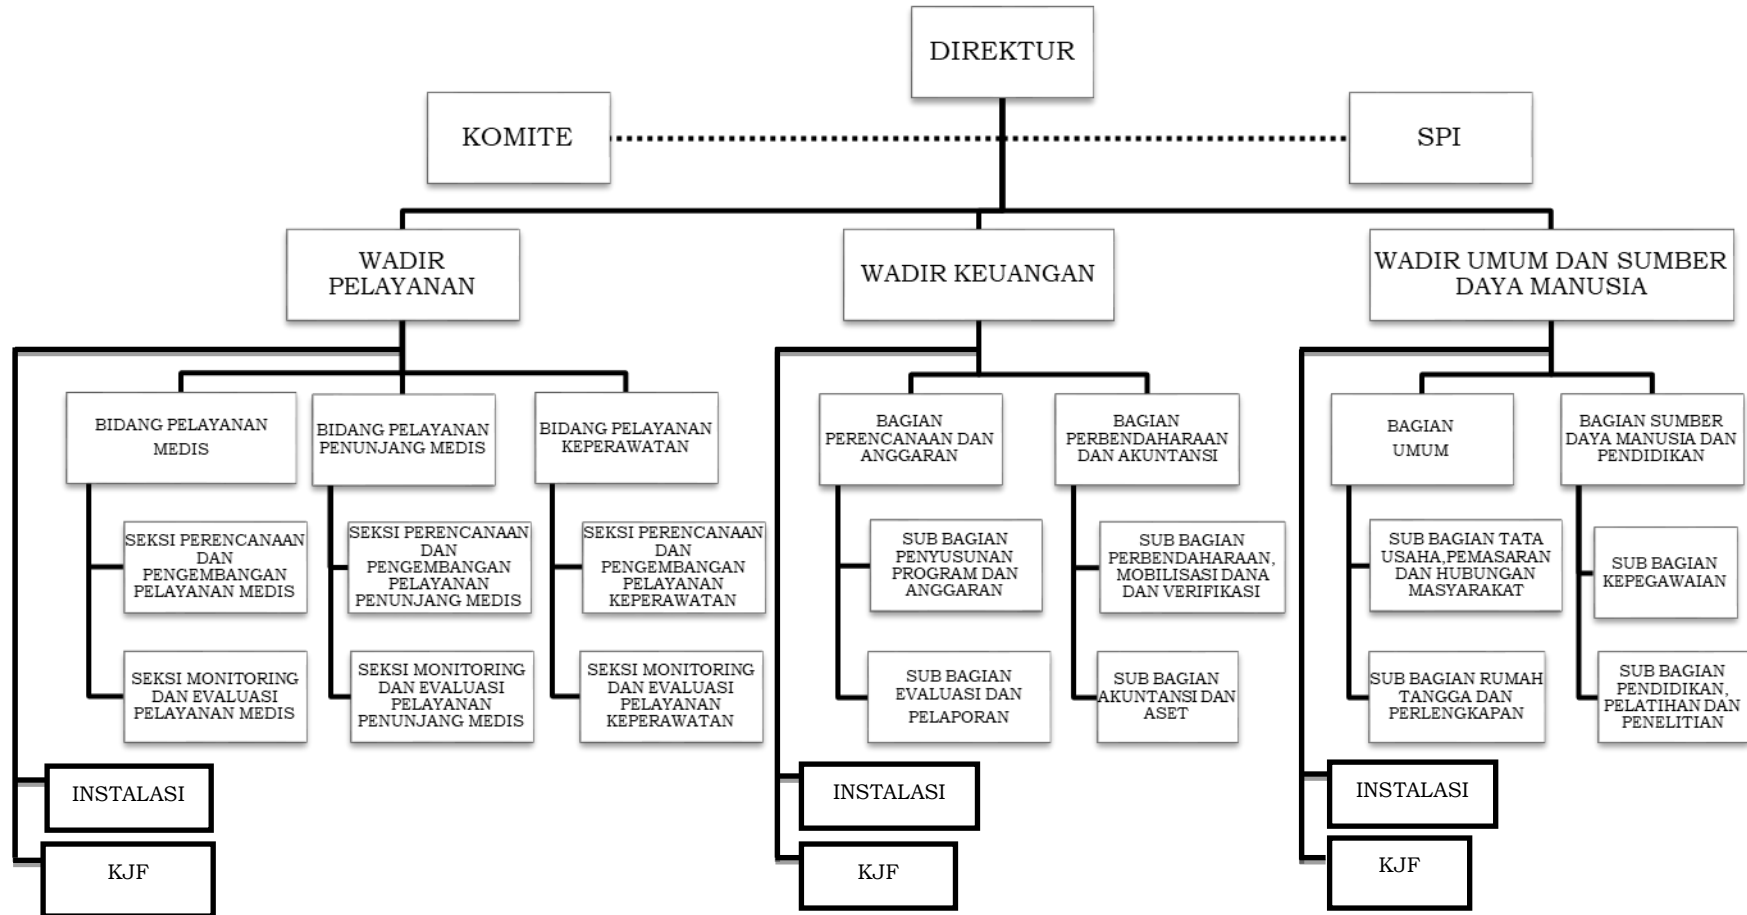 DIREKTUR
KOMITE
SPI
WADIR
PELAYANAN
WADIR KEUANGAN
WADIR UMUM DAN SUMBER
DAYA MANUSIA
BIDANG PELAYANAN
MEDIS
BIDANG PELAYANAN
PENUNJANG MEDIS
BIDANG PELAYANAN
KEPERAWATAN
BAGIAN
PERENCANAAN DAN
ANGGARAN
BAGIAN
PERBENDAHARAAN
DAN AKUNTANSI
BAGIAN
UMUM
BAGIAN SUMBER
DAYA MANUSIA DAN
PENDIDIKAN
SEKSI PERENCANAAN
DAN
PENGEMBANGAN
PELAYANAN MEDIS
SEKSI PERENCANAAN
DAN
PENGEMBANGAN
PELAYANAN
PENUNJANG MEDIS
SEKSI PERENCANAAN
DAN
PENGEMBANGAN
PELAYANAN
KEPERAWATAN
SUB BAGIAN
PENYUSUNAN
PROGRAM DAN
ANGGARAN
SUB BAGIAN
PERBENDAHARAAN,
MOBILISASI DANA
DAN VERIFIKASI
SUB BAGIAN TATA
USAHA,PEMASARAN
DAN HUBUNGAN
MASYARAKAT
SUB BAGIAN
KEPEGAWAIAN
SEKSI MONITORING
DAN EVALUASI
PELAYANAN MEDIS
SEKSI MONITORING
DAN EVALUASI
PELAYANAN
PENUNJANG MEDIS
SEKSI MONITORING
DAN EVALUASI
PELAYANAN
KEPERAWATAN
SUB BAGIAN
EVALUASI DAN
PELAPORAN
SUB BAGIAN
AKUNTANSI DAN
ASET
SUB BAGIAN RUMAH
TANGGA DAN
PERLENGKAPAN
SUB BAGIAN
PENDIDIKAN,
PELATIHAN DAN
PENELITIAN
INSTALASI
INSTALASI
INSTALASI
KJF
KJF
KJF